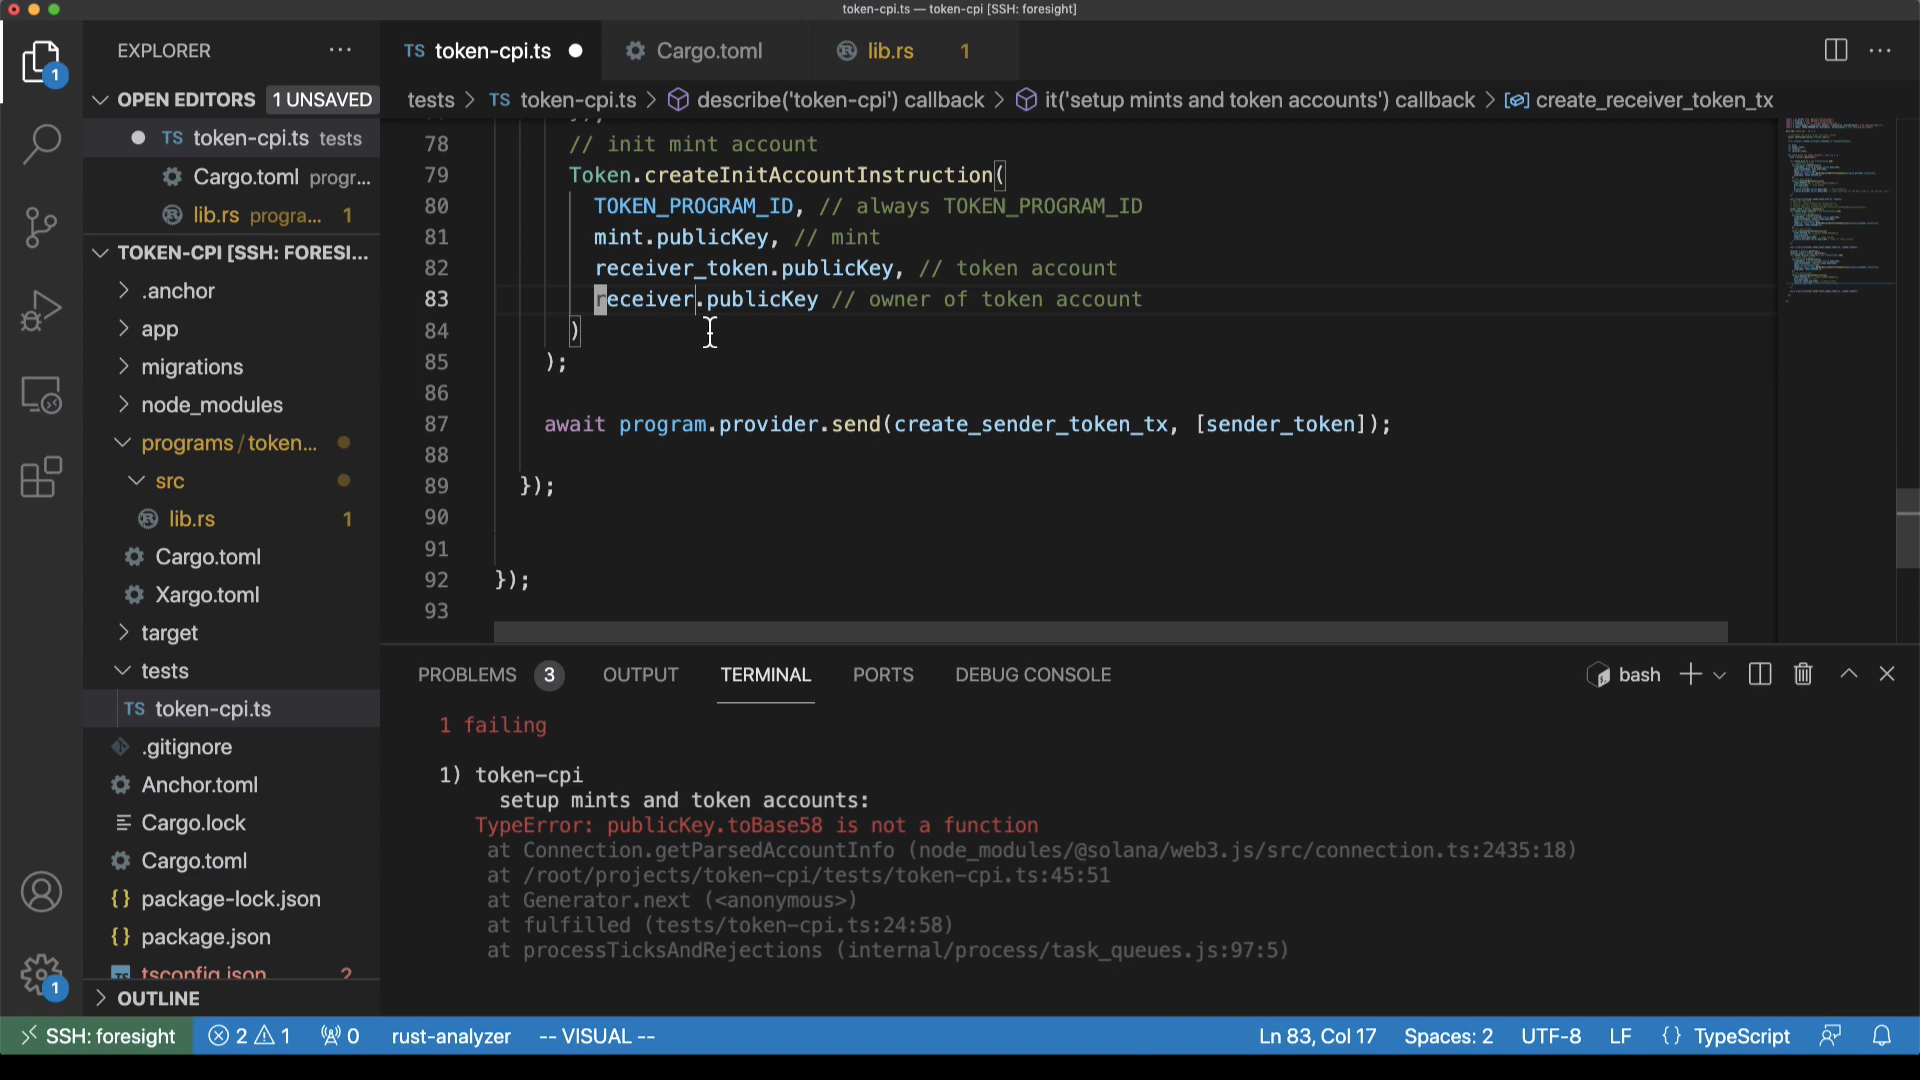 token-cpi.ts — token-cpi [SSH: foresight]
EXPLORER
TS token-cpi.ts
Cargo.toml
lib.rs 1
1
OPEN EDITORS 1 UNSAVED
tests > TS token-cpi.ts > describe('token-cpi') callback > it('setup mints and token accounts') callback > create_receiver_token_tx
TS token-cpi.ts tests
Cargo.toml progr...
lib.rs progra... 1
TOKEN-CPI [SSH: FORESI...
.anchor
app
migrations
node_modules
programs / token...
src
lib.rs 1
Cargo.toml
Xargo.toml
target
tests
TS token-cpi.ts
.gitignore
Anchor.toml
Cargo.lock
Cargo.toml
{} package-lock.json
{} package.json
TS tsconfig.json 2
OUTLINE
1
78 // init mint account
79 Token.createInitAccountInstruction(
80 TOKEN_PROGRAM_ID, // always TOKEN_PROGRAM_ID
81 mint.publicKey, // mint
82 receiver_token.publicKey, // token account
83 receiver.publicKey // owner of token account
84 )
85 );
86
87 await program.provider.send(create_sender_token_tx, [sender_token]);
88
89 });
90
91
92 });
93
PROBLEMS 3 OUTPUT TERMINAL PORTS DEBUG CONSOLE bash
1 failing
1) token-cpi
setup mints and token accounts:
TypeError: publicKey.toBase58 is not a function
at Connection.getParsedAccountInfo (node_modules/@solana/web3.js/src/connection.ts:2435:18)
at /root/projects/token-cpi/tests/token-cpi.ts:45:51
at Generator.next (<anonymous>)
at fulfilled (tests/token-cpi.ts:24:58)
at processTicksAndRejections (internal/process/task_queues.js:97:5)
SSH: foresight 2 1 0 rust-analyzer -- VISUAL -- Ln 83, Col 17 Spaces: 2 UTF-8 LF {} TypeScript